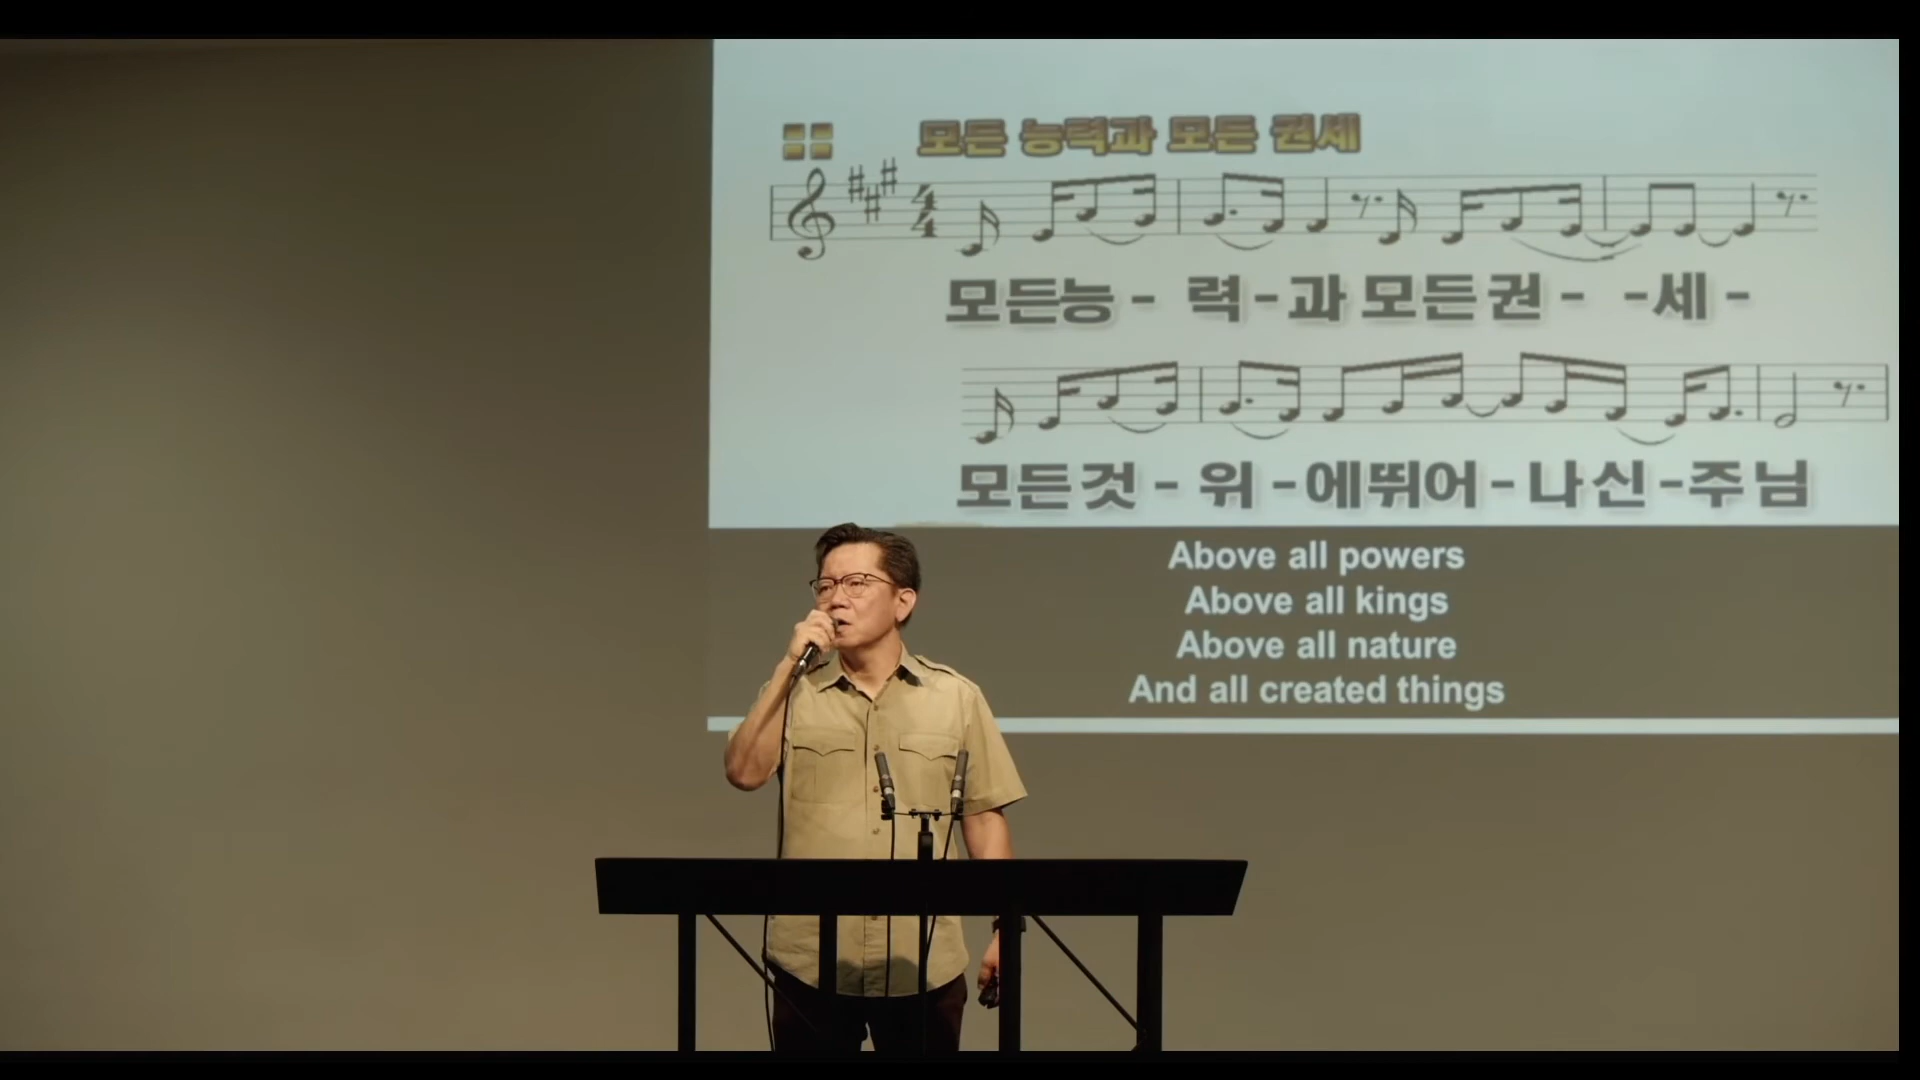 모든 능력과 모든 권세
모든능 - 력 - 과 모든권 - - 세 -
모든것 - 위 - 에뛰어 - 나신 - 주님
Above all powers
Above all kings
Above all nature
And all created things